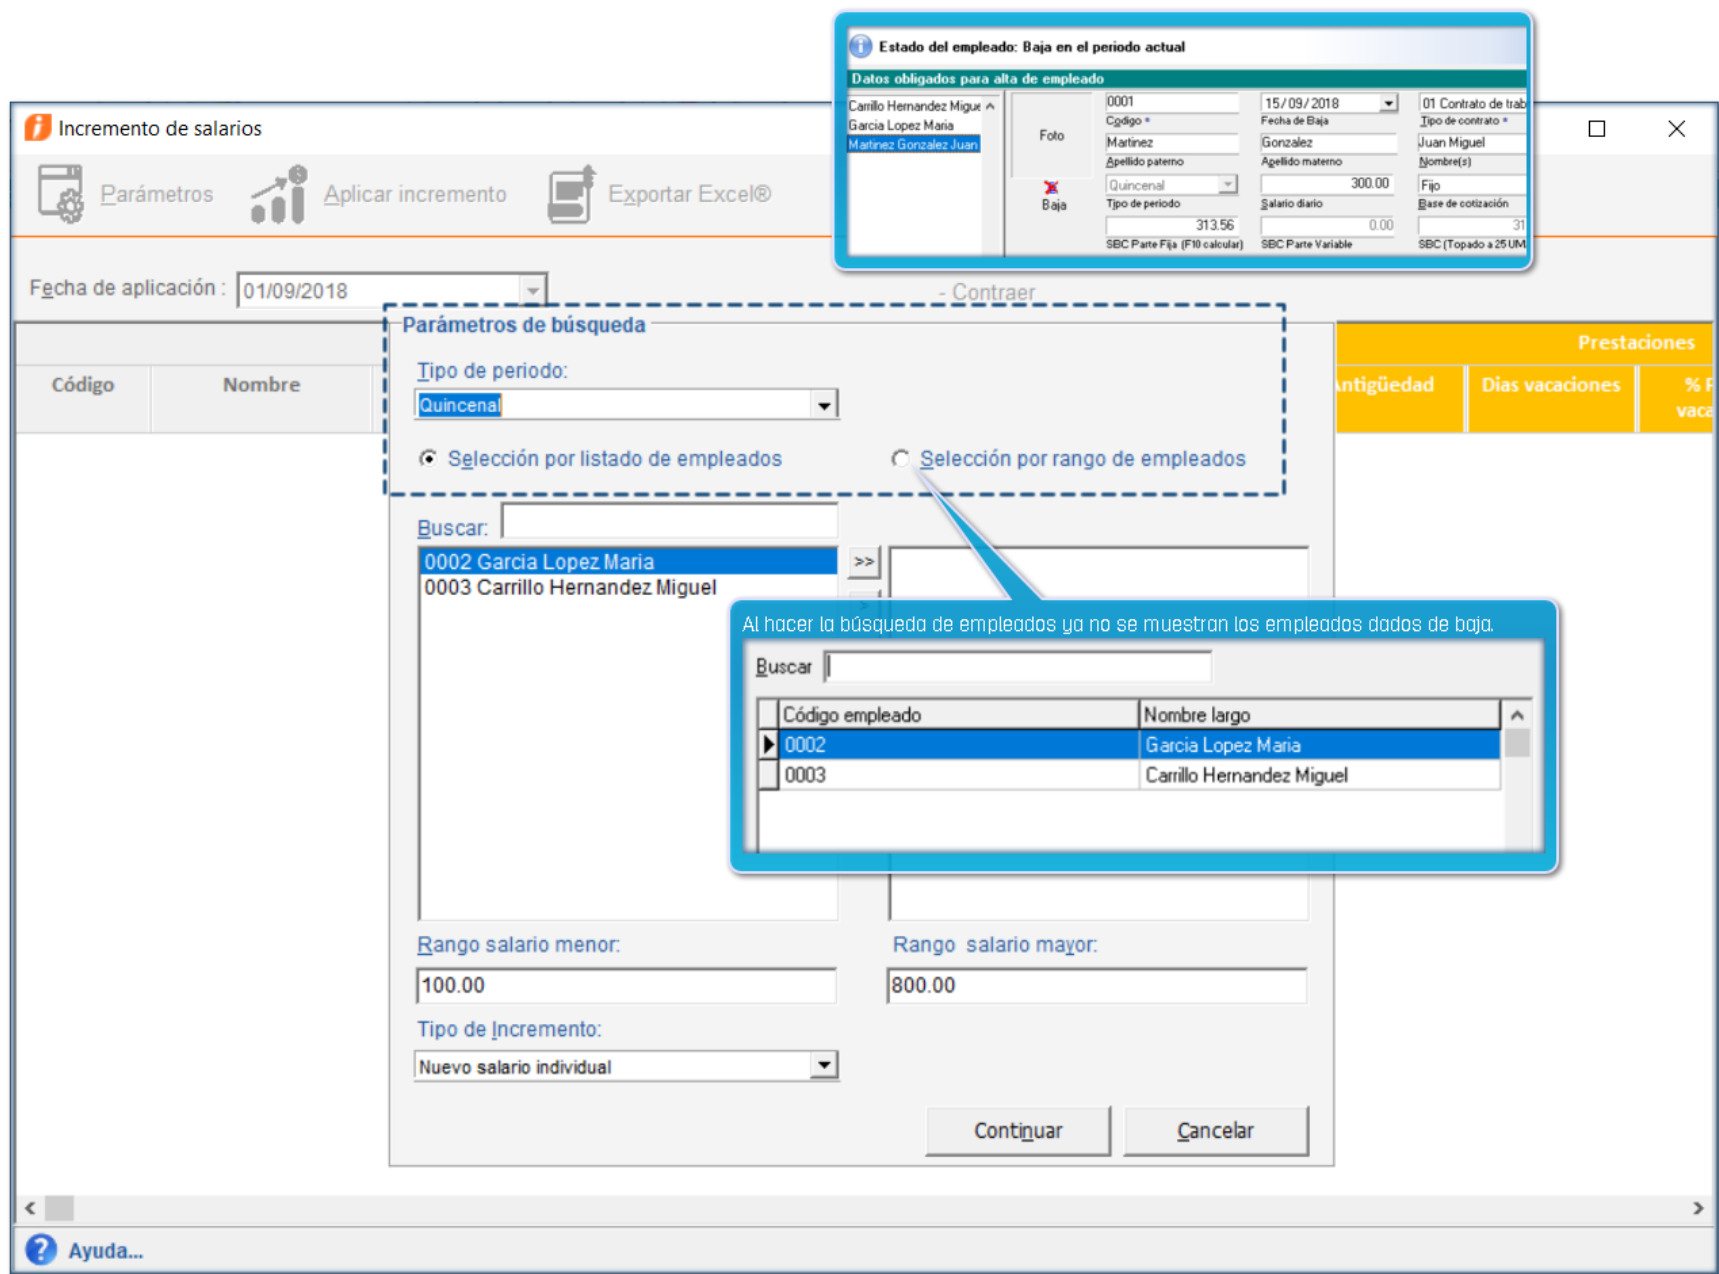 Estado del empleado: Baja en el periodo actual
Datos obligados para alta de empleado
Carrillo Hernandez Migue
Garcia Lopez Maria
Martinez Gonzalez Juan
Foto
Baja
0001
15/09/2018
01 Contrato de trab
Codigo *
Fecha de Baja
Tipo de contrato *
Martinez
Gonzalez
Juan Miguel
Apellido paterno
Apellido materno
Nombre(s)
Quincenal
300.00
Fijo
Tipo de periodo
Salario diario
Base de cotización
313.56
0.00
31
SBC Parte Fija (F10 calcular)
SBC Parte Variable
SBC (Topado a 25 UM
Incremento de salarios
Parámetros
Aplicar incremento
Exportar Excel®
Fecha de aplicación :
01/09/2018
- Contraer
Prestaciones
Código
Nombre
Antigüedad
Dias vacaciones
% P
vaca
Parámetros de búsqueda
Tipo de periodo:
Quincenal
Selección por listado de empleados
Selección por rango de empleados
Buscar:
0002 Garcia Lopez Maria
0003 Carrillo Hernandez Miguel
>>
>
Al hacer la búsqueda de empleados ya no se muestran los empleados dados de baja.
Buscar
Código empleado
Nombre largo
0002
Garcia Lopez Maria
0003
Carrillo Hernandez Miguel
Rango salario menor:
Rango salario mayor:
100.00
800.00
Tipo de Incremento:
Nuevo salario individual
Continuar
Cancelar
Ayuda...